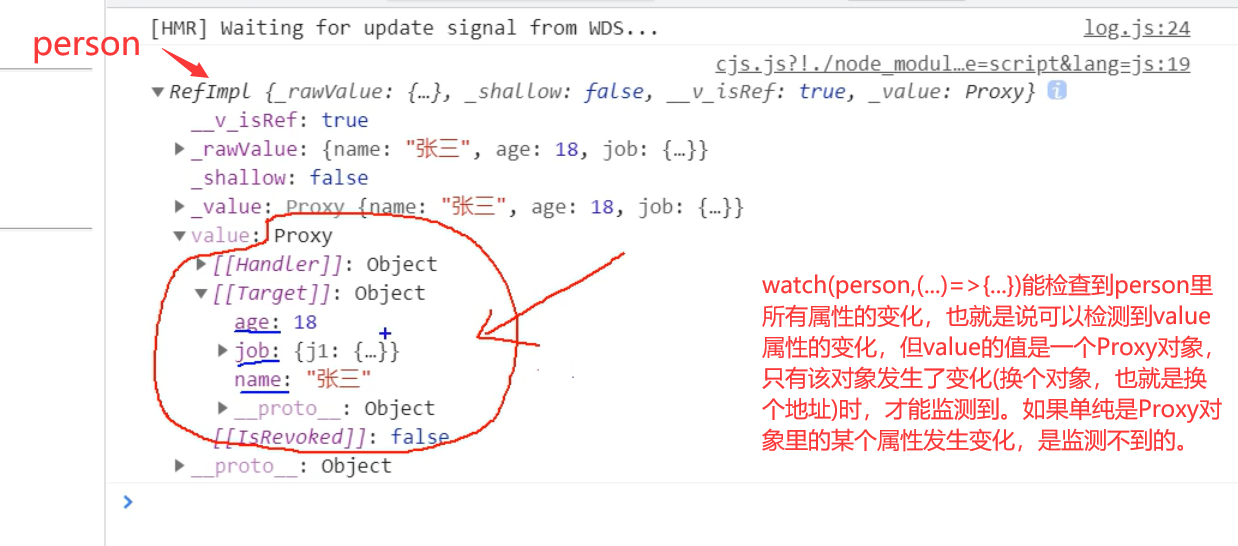 [HMR] Waiting for update signal from WDS... log.js:24
person
cjs.js?!./node_modul…e=script&lang=js:19
▼RefImpl {_rawValue: {…}, _shallow: false, __v_isRef: true, _value: Proxy} i
__v_isRef: true
▶_rawValue: {name: "张三", age: 18, job: {…}}
_shallow: false
▶_value: Proxy {name: "张三", age: 18, job: {…}}
▼value: Proxy
▶[[Handler]]: Object
▼[[Target]]: Object
age: 18
▶job: {j1: {…}}
name: "张三"
▶__proto__: Object
[[IsRevoked]]: false
▶__proto__: Object
watch(person,(...)=>{...})能检查到person里
所有属性的变化，也就是说可以检测到value
属性的变化，但value的值是一个Proxy对象，
只有该对象发生了变化(换个对象，也就是换
个地址)时，才能监测到。如果单纯是Proxy对
象里的某个属性发生变化，是监测不到的。